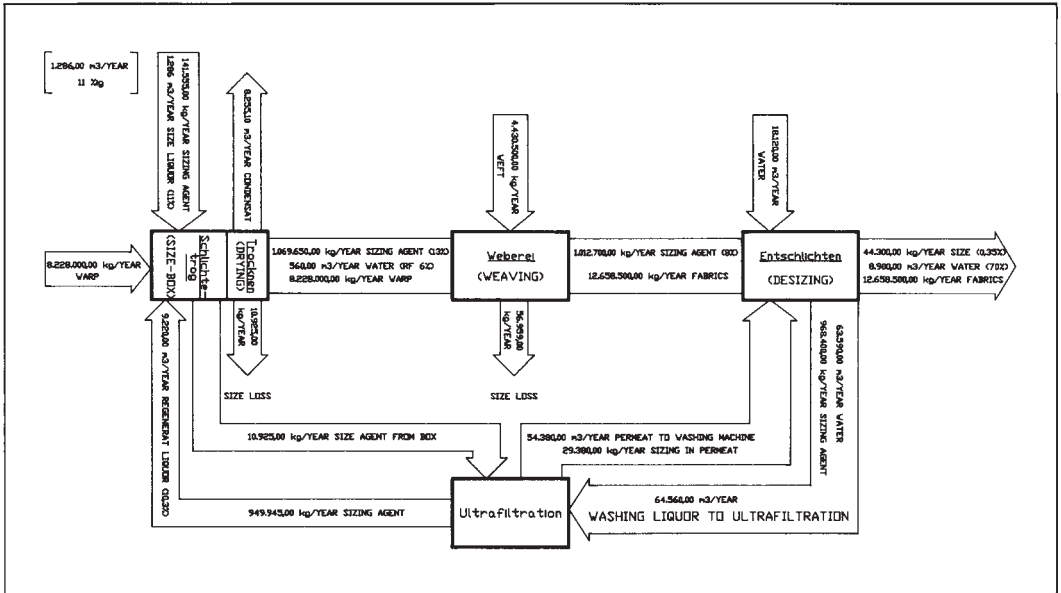 1.286,00 m3/YEAR
11 %ig
141.555,00 kg/YEAR SIZING AGENT
1.286 m3/YEAR SIZE LIQUOR (11%)
8.255,10 m3/YEAR CONDENSAT
4.430.500,00 kg/YEAR
WEFT
18.120,00 m3/YEAR
WATER
8.228.000,00 kg/YEAR
WARP
Schlichte-
trog
(SIZE-BOX)
Trocknen
(DRYING)
1.069.650,00 kg/YEAR SIZING AGENT (13%)
560,00 m3/YEAR WATER (RF 6%)
8.228.000,00 kg/YEAR WARP
Weberei
(WEAVING)
1.012.700,00 kg/YEAR SIZING AGENT (8%)
12.658.500,00 kg/YEAR FABRICS
Entschlichten
(DESIZING)
44.300,00 kg/YEAR SIZE (0,35%)
8.900,00 m3/YEAR WATER (70%)
12.658.500,00 kg/YEAR FABRICS
10.925,00
kg/YEAR
SIZE LOSS
56.959,00
kg/YEAR
SIZE LOSS
63.590,00 m3/YEAR WATER
968.400,00 kg/YEAR SIZING AGENT
9.220,00 m3/YEAR REGENERAT LIQUOR (10,3%)
10.925,00 kg/YEAR SIZE AGENT FROM BOX
54.380,00 m3/YEAR PERMEAT TO WASHING MACHINE
29.380,00 kg/YEAR SIZING IN PERMEAT
Ultrafiltration
949.945,00 kg/YEAR SIZING AGENT
64.560,00 m3/YEAR
WASHING LIQUOR TO ULTRAFILTRATION